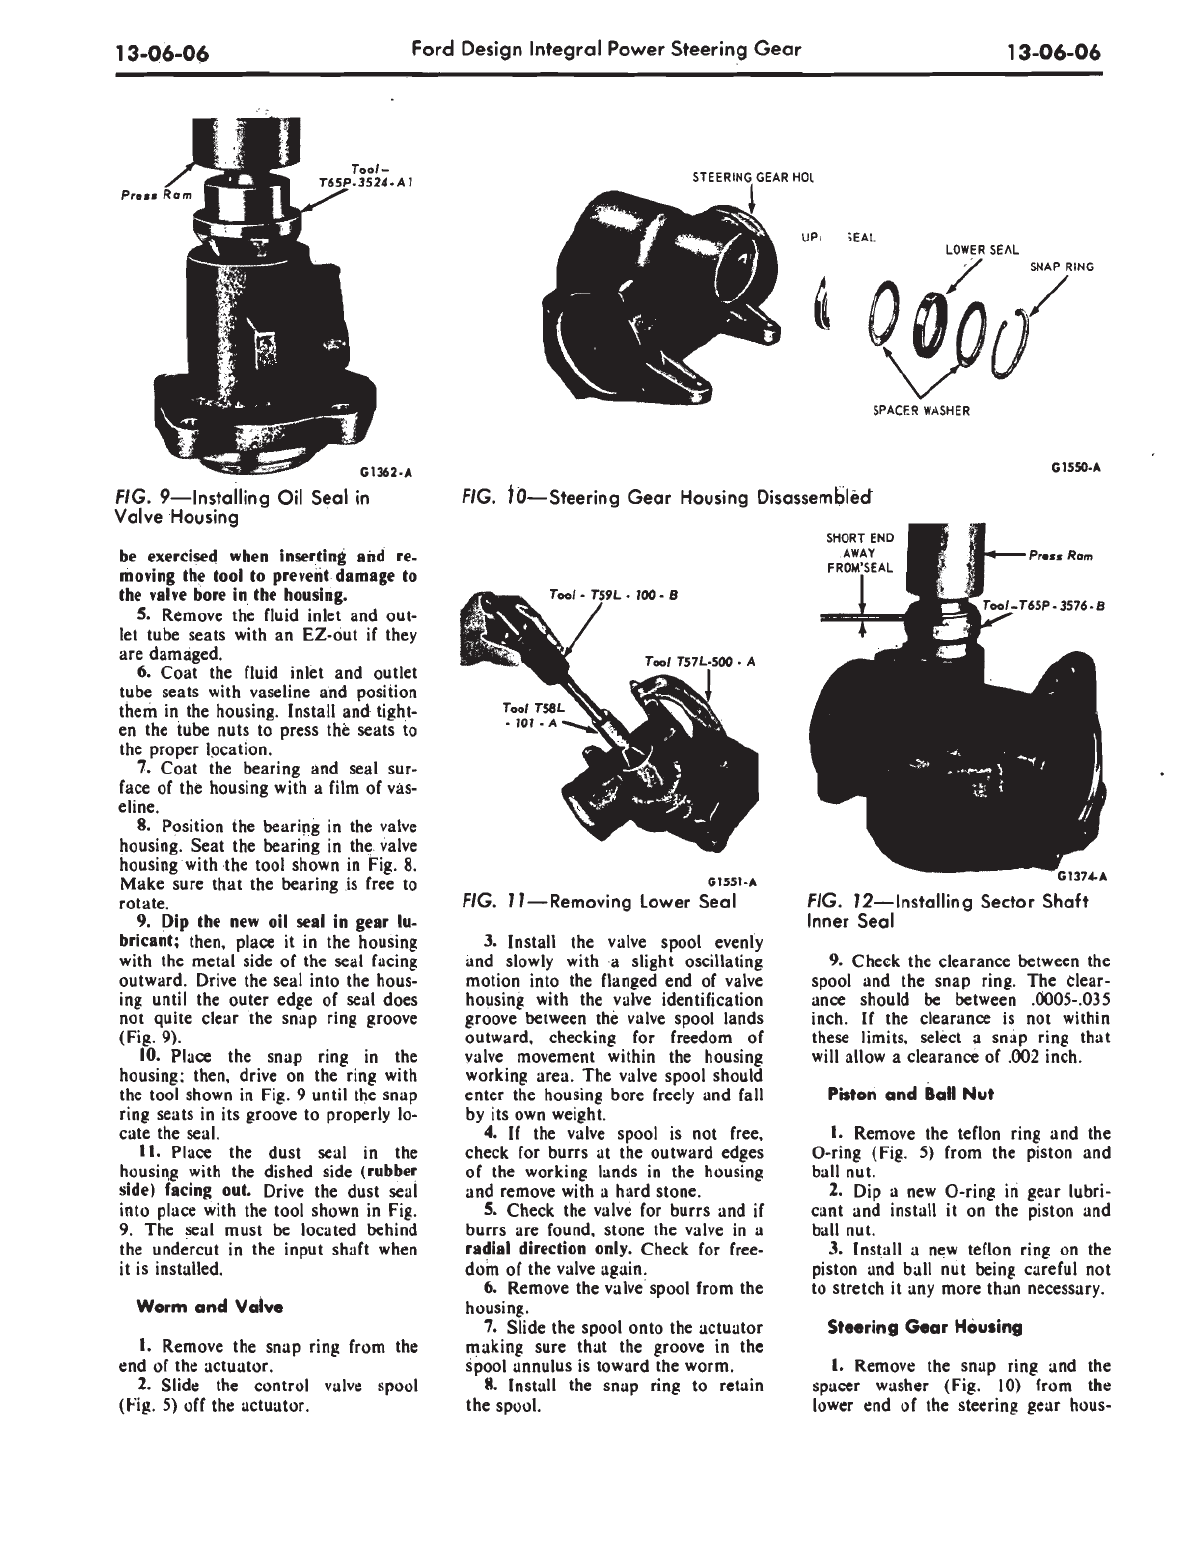 13-06-06
Ford Design Integral Power Steering Gear
13-06-06
Press Ram
Tool-
T65P-3524-A1
G1362-A
FIG. 9—Installing Oil Seal in
Valve Housing
STEERING GEAR
SEAL
LOWER SEAL
SNAP RING
SPACER WASHER
G1550-A
FIG. 10—Steering Gear Housing Disassembled
be exercised when inserting and re-
moving the tool to prevent damage to
the valve bore in the housing.
5. Remove the fluid inlet and out-
let tube seats with an EZ-out if they
are damaged.
6. Coat the fluid inlet and outlet
tube seats with vaseline and position
them in the housing. Install and tight-
en the tube nuts to press the seats to
the proper location.
7. Coat the bearing and seal sur-
face of the housing with a film of vas-
eline.
8. Position the bearing in the valve
housing. Seat the bearing in the valve
housing with the tool shown in Fig. 8.
Make sure that the bearing is free to
rotate.
9. Dip the new oil seal in gear lu-
bricant; then, place it in the housing
with the metal side of the seal facing
outward. Drive the seal into the hous-
ing until the outer edge of seal does
not quite clear the snap ring groove
(Fig. 9).
10. Place the snap ring in the
housing; then, drive on the ring with
the tool shown in Fig. 9 until the snap
ring seats in its groove to properly lo-
cate the seal.
11. Place the dust seal in the
housing with the dished side (rubber
side) facing out. Drive the dust seal
into place with the tool shown in Fig.
9. The seal must be located behind
the undercut in the input shaft when
it is installed.
Worm and Valve
1. Remove the snap ring from the
end of the actuator.
2. Slide the control valve spool
(Fig. 5) off the actuator.
Tool - T59L - 100 - B
Tool T57L-500 - A
Tool T58L
- 101 - A
G1551-A
FIG. 11—Removing Lower Seal
3. Install the valve spool evenly
and slowly with a slight oscillating
motion into the flanged end of valve
housing with the valve identification
groove between the valve spool lands
outward, checking for freedom of
valve movement within the housing
working area. The valve spool should
enter the housing bore freely and fall
by its own weight.
4. If the valve spool is not free,
check for burrs at the outward edges
of the working lands in the housing
and remove with a hard stone.
5. Check the valve for burrs and if
burrs are found, stone the valve in a
radial direction only. Check for free-
dom of the valve again.
6. Remove the valve spool from the
housing.
7. Slide the spool onto the actuator
making sure that the groove in the
spool annulus is toward the worm.
8. Install the snap ring to retain
the spool.
SHORT END
AWAY
FROM SEAL
Press Ram
Tool-T65P-3576-B
G1374-A
FIG. 12—Installing Sector Shaft
Inner Seal
9. Check the clearance between the
spool and the snap ring. The clear-
ance should be between .0005-.035
inch. If the clearance is not within
these limits, select a snap ring that
will allow a clearance of .002 inch.
Piston and Ball Nut
1. Remove the teflon ring and the
O-ring (Fig. 5) from the piston and
ball nut.
2. Dip a new O-ring in gear lubri-
cant and install it on the piston and
ball nut.
3. Install a new teflon ring on the
piston and ball nut being careful not
to stretch it any more than necessary.
Steering Gear Housing
1. Remove the snap ring and the
spacer washer (Fig. 10) from the
lower end of the steering gear hous-